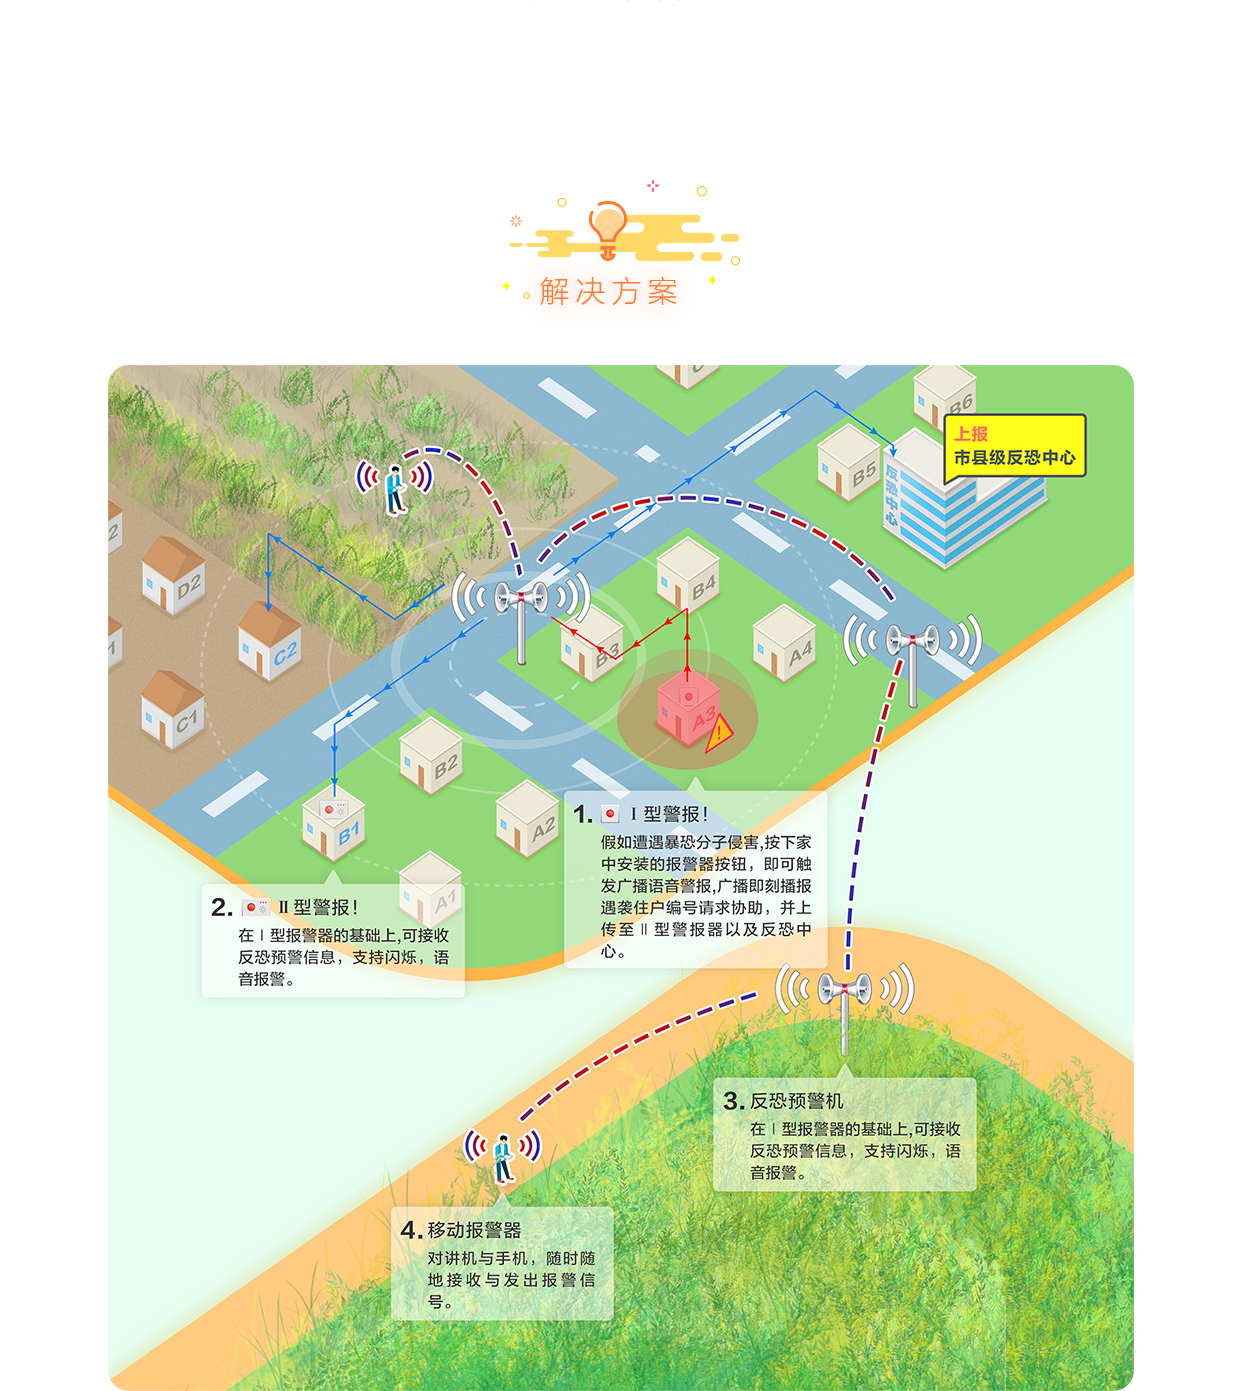 解决方案
B6
上报
市县级反恐中心
B5
反恐中心
D2
B4
C2
B3
A4
C1
A3
B2
B1
A2
A1
1. I 型警报！
假如遭遇暴恐分子侵害,按下家
中安装的报警器按钮，即可触
发广播语音警报,广播即刻播报
遇袭住户编号请求协助，并上
传至Ⅱ型警报器以及反恐中
心。
2. II 型警报！
在Ⅰ型报警器的基础上,可接收
反恐预警信息，支持闪烁，语
音报警。
3. 反恐预警机
在Ⅰ型报警器的基础上,可接收
反恐预警信息，支持闪烁，语
音报警。
4. 移动报警器
对讲机与手机，随时随
地接收与发出报警信
号。